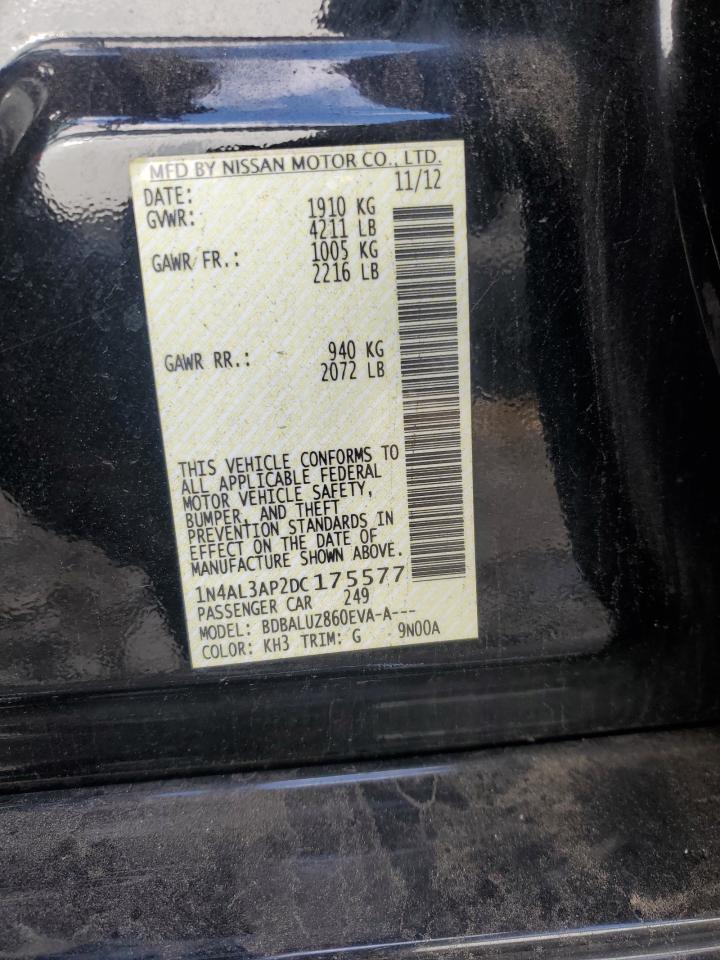 MFD BY NISSAN MOTOR CO., LTD.
DATE: 11/12
GVWR: 1910 KG
4211 LB
GAWR FR.: 1005 KG
2216 LB
GAWR RR.: 940 KG
2072 LB
THIS VEHICLE CONFORMS TO
ALL APPLICABLE FEDERAL
MOTOR VEHICLE SAFETY,
BUMPER, AND THEFT
PREVENTION STANDARDS IN
EFFECT ON THE DATE OF
MANUFACTURE SHOWN ABOVE.
1N4AL3AP2DC175577
PASSENGER CAR 249
MODEL: BDBALUZ860EVA-A---
COLOR: KH3 TRIM: G 9N00A